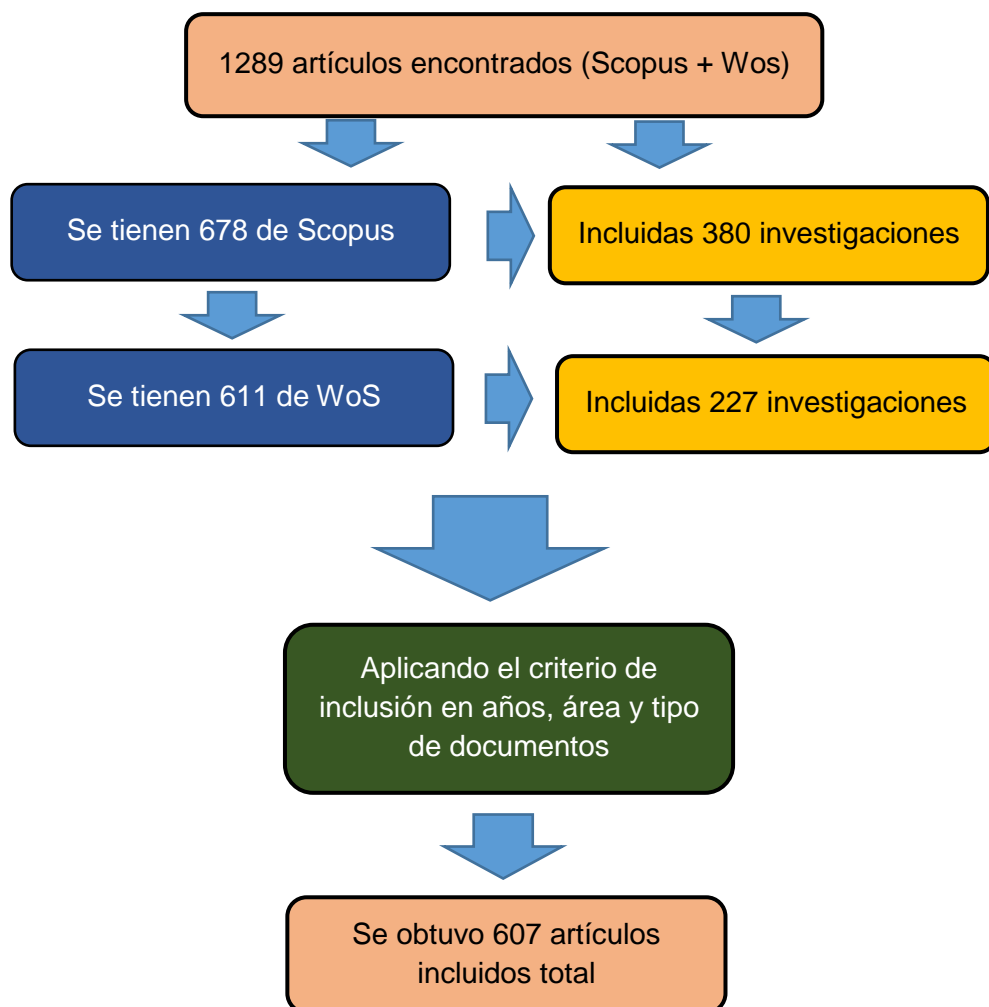 1289 artículos encontrados (Scopus + Wos)
Se tienen 678 de Scopus
Incluidas 380 investigaciones
Se tienen 611 de WoS
Incluidas 227 investigaciones
Aplicando el criterio de
inclusión en años, área y tipo
de documentos
Se obtuvo 607 artículos
incluidos total